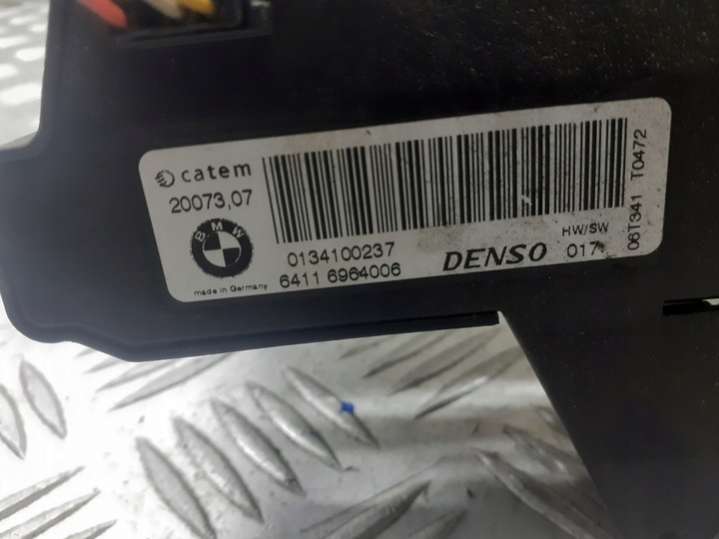 catem
20073,07
BMW
made in Germany
0134100237
6411 6964006
DENSO
HW/SW
017
06T341 T0472